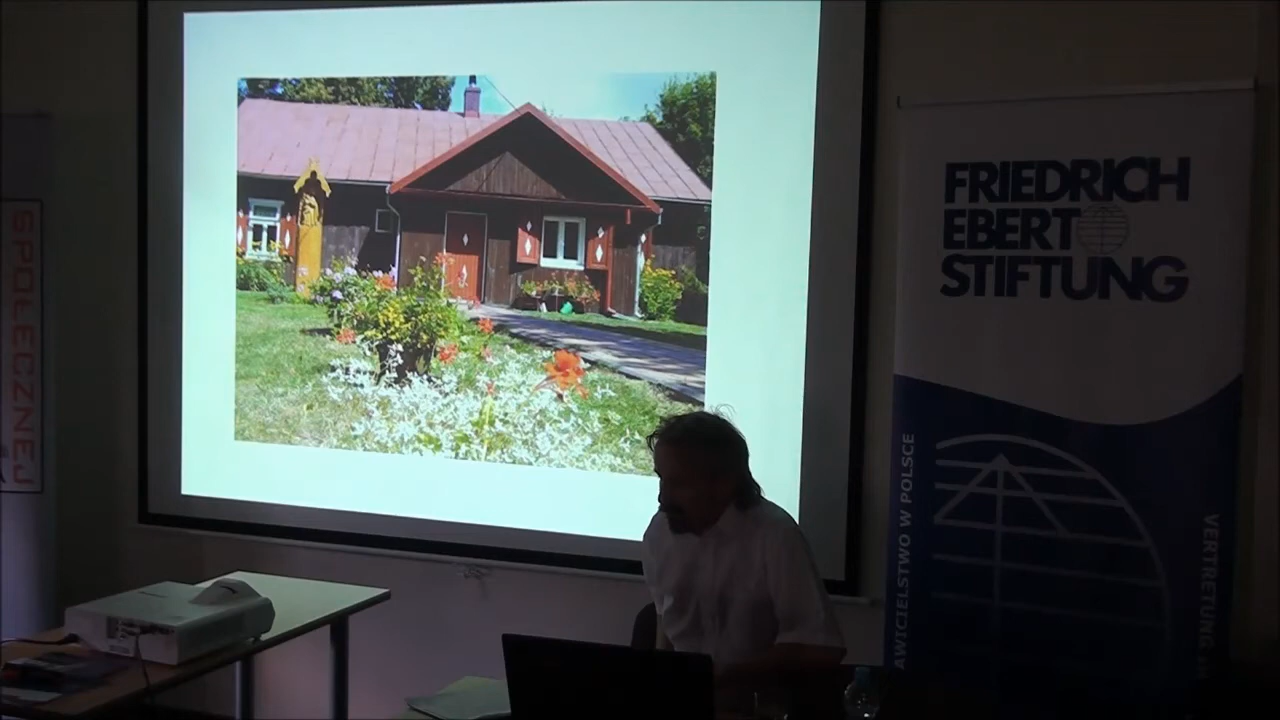 SPOŁECZNEJ
FRIEDRICH
EBERT
STIFTUNG
AWICIELSTWO W POLSCE
VERTRETUNG